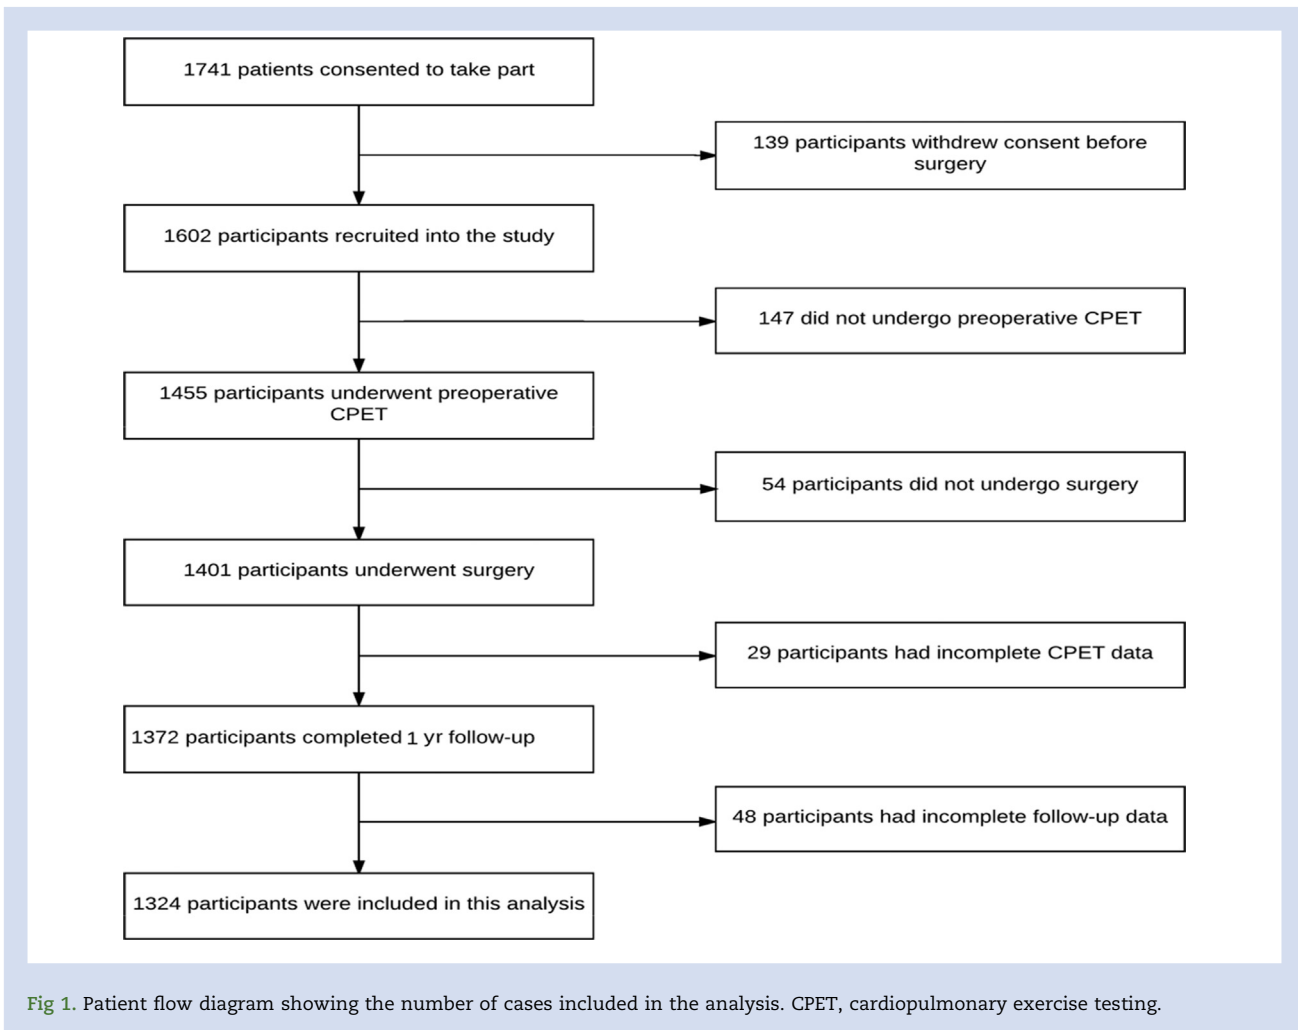 1741 patients consented to take part
139 participants withdrew consent before
surgery
1602 participants recruited into the study
147 did not undergo preoperative CPET
1455 participants underwent preoperative
CPET
54 participants did not undergo surgery
1401 participants underwent surgery
29 participants had incomplete CPET data
1372 participants completed 1 yr follow-up
48 participants had incomplete follow-up data
1324 participants were included in this analysis
Fig 1. Patient flow diagram showing the number of cases included in the analysis. CPET, cardiopulmonary exercise testing.